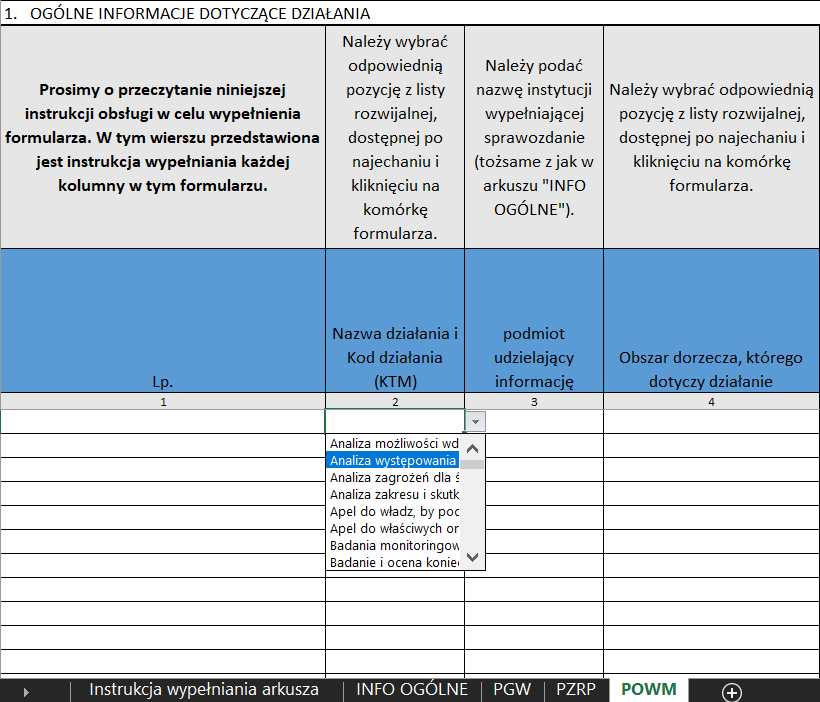 1. OGÓLNE INFORMACJE DOTYCZĄCE DZIAŁANIA
Prosimy o przeczytanie niniejszej
instrukcji obsługi w celu wypełnienia
formularza. W tym wierszu przedstawiona
jest instrukcja wypełniania każdej
kolumny w tym formularzu.
Należy wybrać
odpowiednią
pozycję z listy
rozwijalnej,
dostępnej po
najechaniu i
kliknięciu na
komórkę
formularza.
Należy podać
nazwę instytucji
wypełniającej
sprawozdanie
(tożsame z jak w
arkuszu "INFO
OGÓLNE").
Należy wybrać odpowiednią
pozycję z listy rozwijalnej,
dostępnej po najechaniu i
kliknięciu na komórkę
formularza.
Lp.
Nazwa działania i
Kod działania
(KTM)
podmiot
udzielający
informację
Obszar dorzecza, którego
dotyczy działanie
1
2
3
4
Analiza możliwości wd
Analiza występowania
Analiza zagrożeń dla ś
Analiza zakresu i skutk
Apel do władz, by poc
Apel do właściwych or
Badania monitoringow
Badanie i ocena koniec
Instrukcja wypełniania arkusza
INFO OGÓLNE
PGW
PZRP
POWM